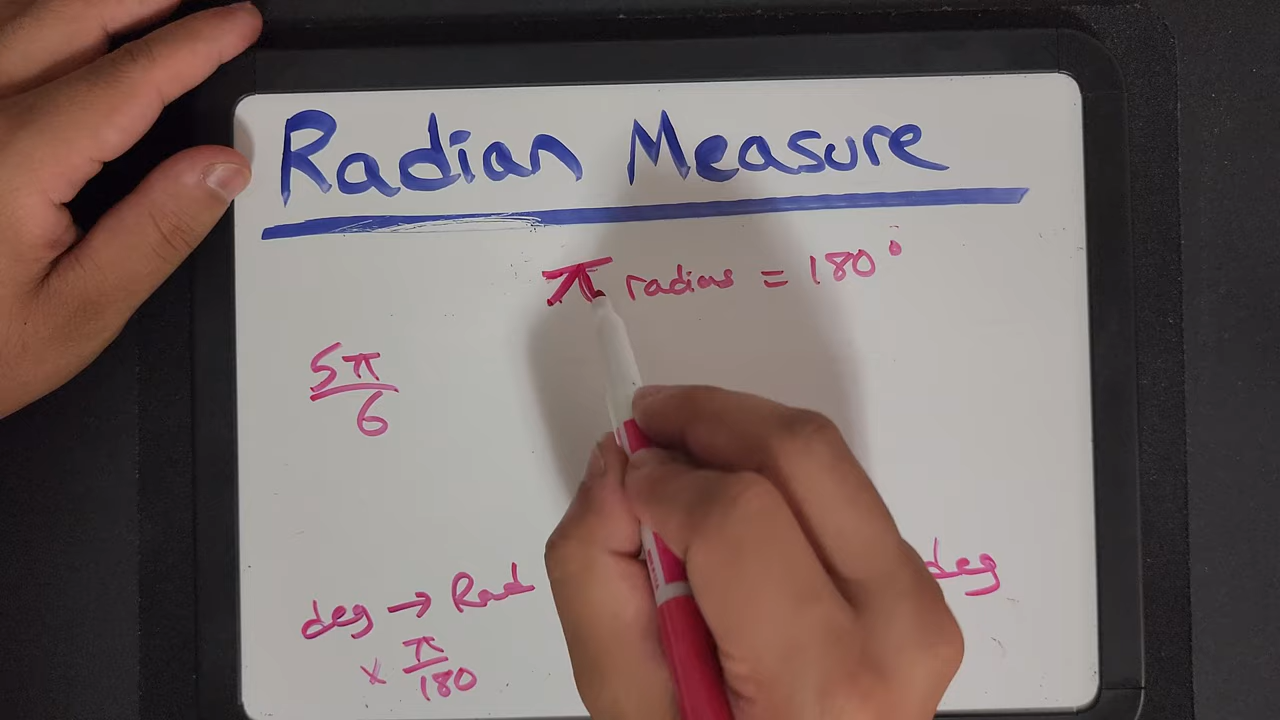 Radian Measure
π radians = 180°
5π
6
deg → Rad
deg
× π
180